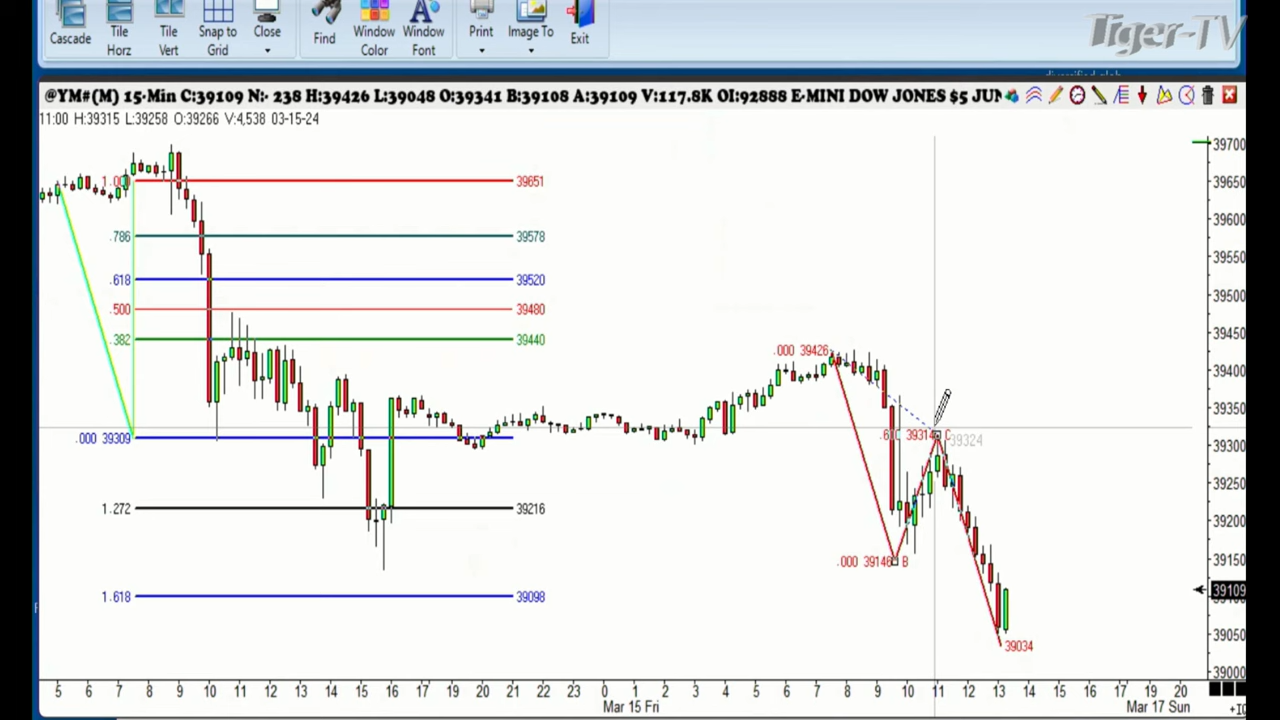 Cascade
Tile Horz
Tile Vert
Snap to Grid
Close
Find
Window Color
Window Font
Print
Image To
Exit
Tiger-TV
@YM#(M) 15-Min C:39109 N:- 238 H:39426 L:39048 O:39341 B:39108 A:39109 V:117.8K OI:92888 E-MINI DOW JONES $5 JUN
11:00 H:39315 L:39258 O:39266 V:4,538 03-15-24
39700
39650
39600
39550
39500
39450
39400
39350
39300
39250
39200
39150
39109
39050
39000
39651
.786 39578
.618 39520
.500 39480
.382 39440
.000 39309
1.272 39216
1.618 39098
.000 39426
39314 C
39324
.000 39146 B
39034
5 6 7 8 9 10 11 12 13 14 15 16 17 18 19 20 21 22 23 0 1 2 3 4 5 6 7 8 9 10 11 12 13 14 15 16 17 18 19 20
Mar 15 Fri
Mar 17 Sun